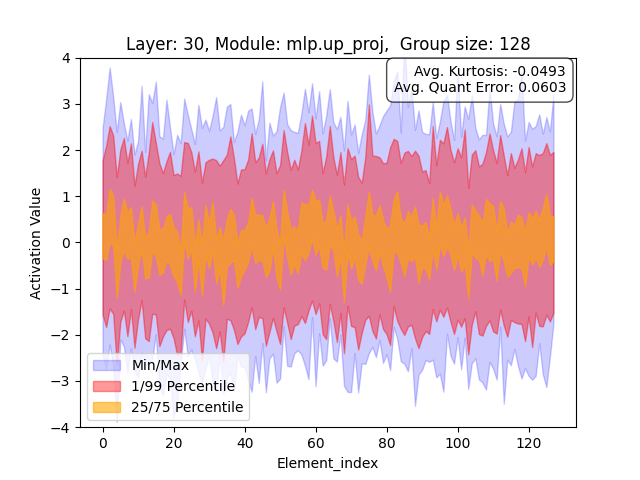 Layer: 30, Module: mlp.up_proj,  Group size: 128
Avg. Kurtosis: -0.0493
Avg. Quant Error: 0.0603
Activation Value
4
3
2
1
0
−1
−2
−3
−4
Min/Max
1/99 Percentile
25/75 Percentile
0 20 40 60 80 100 120
Element_index